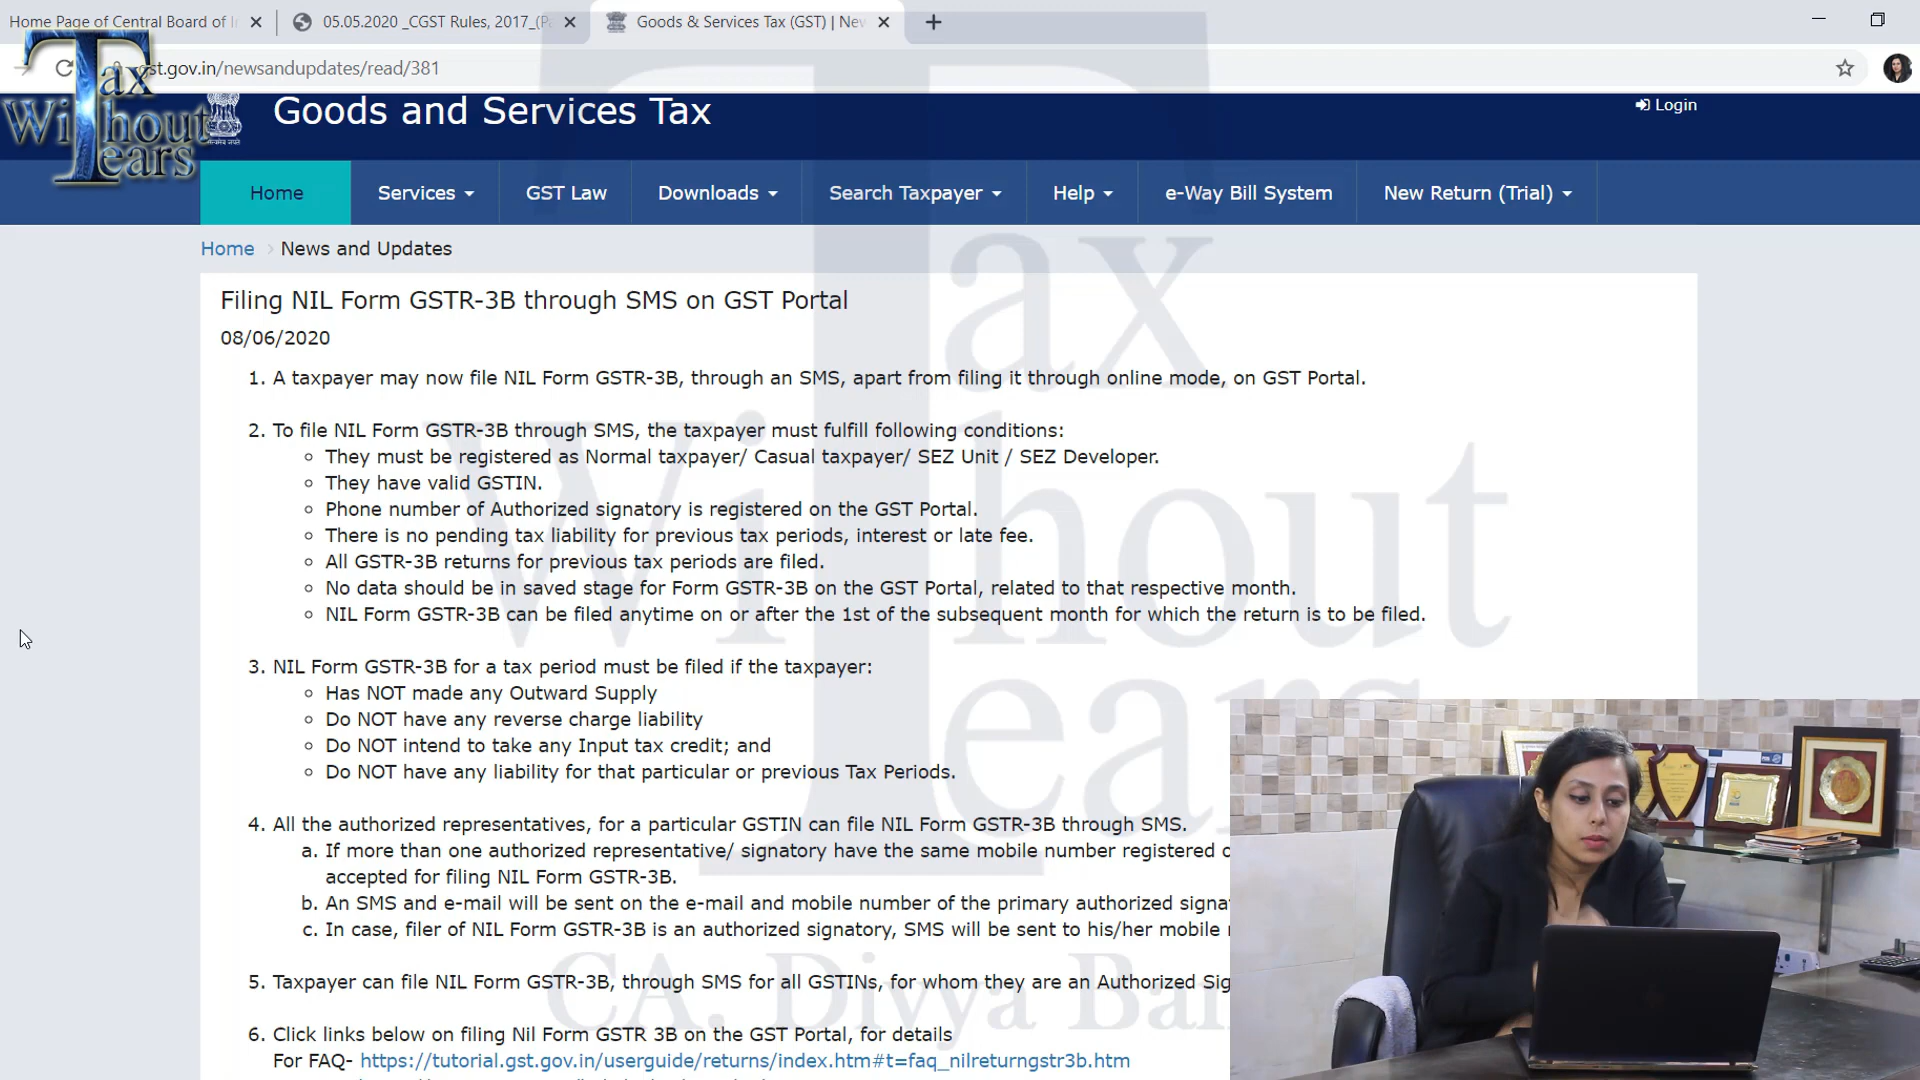 Home Page of Central Board of I
05.05.2020 _CGST Rules, 2017_(Pa
Goods & Services Tax (GST) | New
Tax Without Tears
gst.gov.in/newsandupdates/read/381
Goods and Services Tax
Login
Home
Services
GST Law
Downloads
Search Taxpayer
Help
e-Way Bill System
New Return (Trial)
Home > News and Updates
Filing NIL Form GSTR-3B through SMS on GST Portal
08/06/2020
1. A taxpayer may now file NIL Form GSTR-3B, through an SMS, apart from filing it through online mode, on GST Portal.
2. To file NIL Form GSTR-3B through SMS, the taxpayer must fulfill following conditions:
They must be registered as Normal taxpayer/ Casual taxpayer/ SEZ Unit / SEZ Developer.
They have valid GSTIN.
Phone number of Authorized signatory is registered on the GST Portal.
There is no pending tax liability for previous tax periods, interest or late fee.
All GSTR-3B returns for previous tax periods are filed.
No data should be in saved stage for Form GSTR-3B on the GST Portal, related to that respective month.
NIL Form GSTR-3B can be filed anytime on or after the 1st of the subsequent month for which the return is to be filed.
3. NIL Form GSTR-3B for a tax period must be filed if the taxpayer:
Has NOT made any Outward Supply
Do NOT have any reverse charge liability
Do NOT intend to take any Input tax credit; and
Do NOT have any liability for that particular or previous Tax Periods.
4. All the authorized representatives, for a particular GSTIN can file NIL Form GSTR-3B through SMS.
a. If more than one authorized representative/ signatory have the same mobile number registered o
accepted for filing NIL Form GSTR-3B.
b. An SMS and e-mail will be sent on the e-mail and mobile number of the primary authorized signa
c. In case, filer of NIL Form GSTR-3B is an authorized signatory, SMS will be sent to his/her mobile
5. Taxpayer can file NIL Form GSTR-3B, through SMS for all GSTINs, for whom they are an Authorized Sig
6. Click links below on filing Nil Form GSTR 3B on the GST Portal, for details
For FAQ- https://tutorial.gst.gov.in/userguide/returns/index.htm#t=faq_nilreturngstr3b.htm
Tax Without Tears
CA. Divya Ban